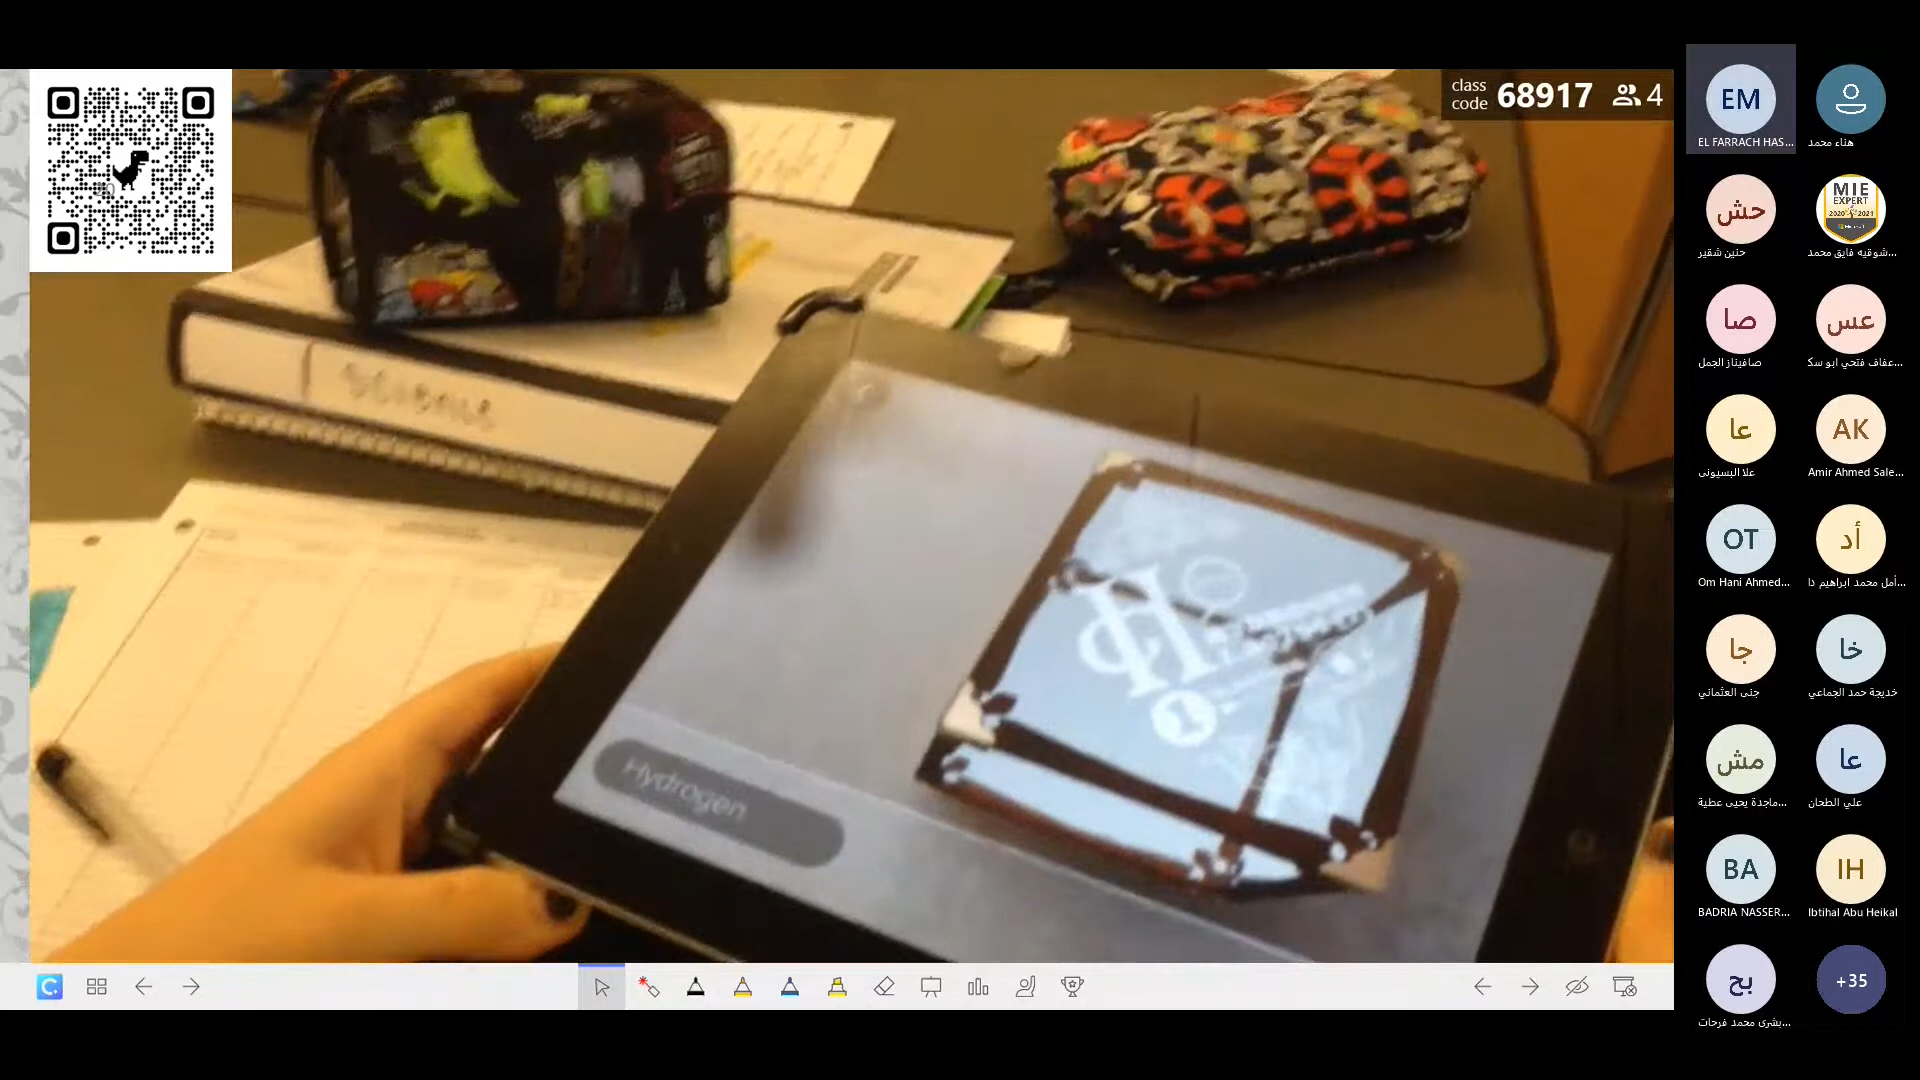 class
code 68917 4
SCIENCE
H
1
Hydrogen
EM
EL FARRACH HAS...
هناء محمد
حش
حنين شقير
MIE
EXPERT
2020 2021
Microsoft
شوقيه فايق محمد...
صا
صافيناز الجمل
عس
عفاف فتحي ابو سك...
عا
علا البسيونى
AK
Amir Ahmed Sale...
OT
Om Hani Ahmed...
أد
أمل محمد ابراهيم دا...
جا
جنى العثماني
خا
خديجة حمد الجماعي
مش
ماجدة يحيى عطية...
عا
علي الطحان
BA
BADRIA NASSER...
IH
Ibtihal Abu Heikal
بح
بشرى محمد فرحات...
+35